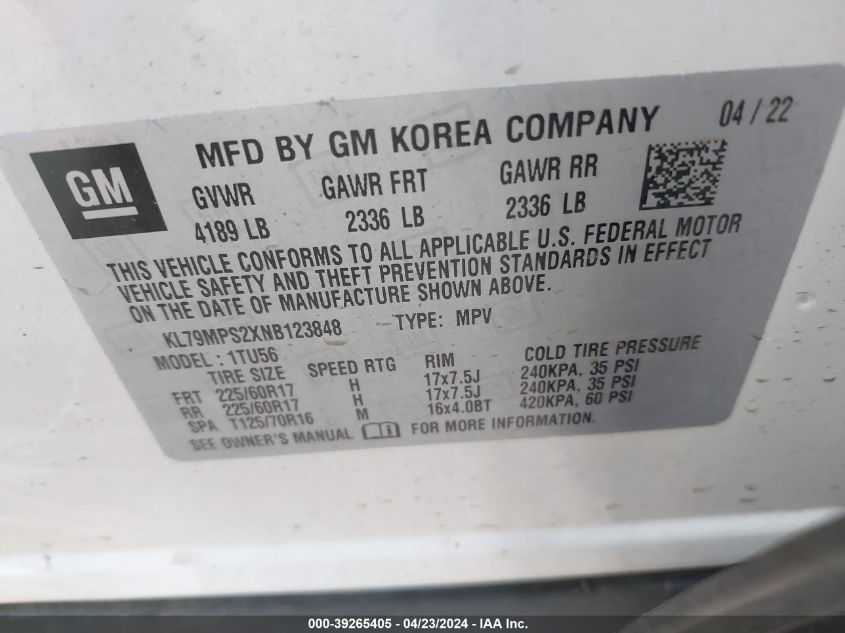 GM
MFD BY GM KOREA COMPANY 04 / 22
GVWR GAWR FRT GAWR RR
4189 LB 2336 LB 2336 LB
THIS VEHICLE CONFORMS TO ALL APPLICABLE U.S. FEDERAL MOTOR
VEHICLE SAFETY AND THEFT PREVENTION STANDARDS IN EFFECT
ON THE DATE OF MANUFACTURE SHOWN ABOVE.
KL79MPS2XNB123848 TYPE: MPV
MODEL: 1TU56
TIRE SIZE SPEED RTG RIM COLD TIRE PRESSURE
FRT 225/60R17 H 17x7.5J 240KPA, 35 PSI
RR 225/60R17 H 17x7.5J 240KPA, 35 PSI
SPA T125/70R16 M 16x4.0BT 420KPA, 60 PSI
SEE OWNER'S MANUAL FOR MORE INFORMATION.
000-39265405 - 04/23/2024 - IAA Inc.